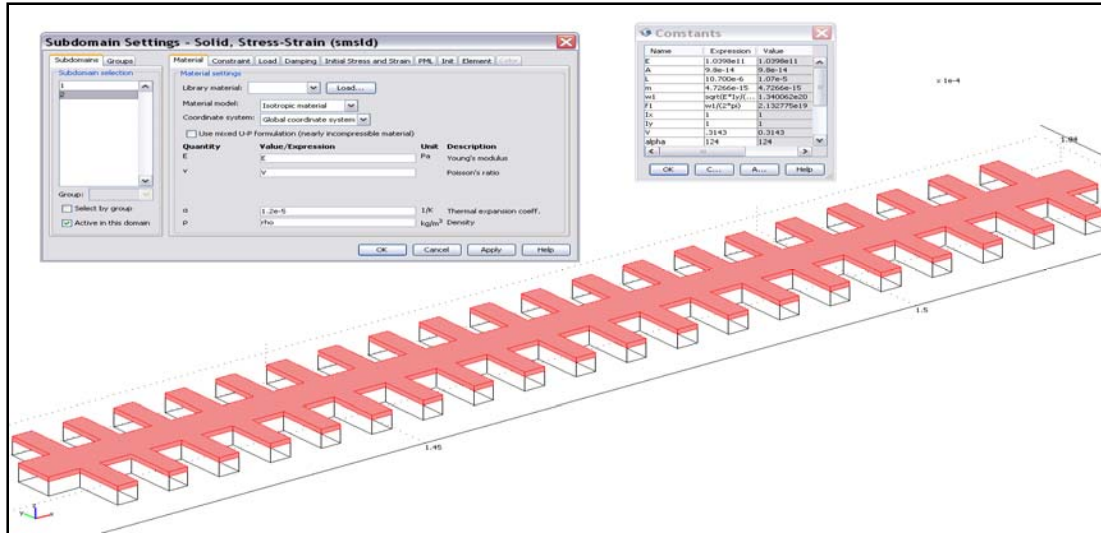 Subdomain Settings - Solid, Stress-Strain (smsld)
Subdomains Groups
Subdomain selection
1
2
Group:
Select by group
Active in this domain
Material Constraint Load Damping Initial Stress and Strain PML Init Element Color
Material settings
Library material: Load...
Material model: Isotropic material
Coordinate system: Global coordinate system
Use mixed U-P formulation (nearly incompressible material)
Quantity Value/Expression Unit Description
E E Pa Young's modulus
ν V Poisson's ratio
α 1.2e-5 1/K Thermal expansion coeff.
ρ rho kg/m³ Density
OK Cancel Apply Help
Constants
Name Expression Value
E 1.0398e11 1.0398e11
A 9.8e-14 9.8e-14
L 10.700e-6 1.07e-5
m 4.7266e-15 4.7266e-15
w1 sqrt(E*Iy)/(... 1.340062e20
f1 w1/(2*pi) 2.132775e19
Ix 1 1
Iy 1 1
V .3143 0.3143
alpha 124 124
OK C... A... Help
x 1e-4
1.94
1.5
1.45
y z x